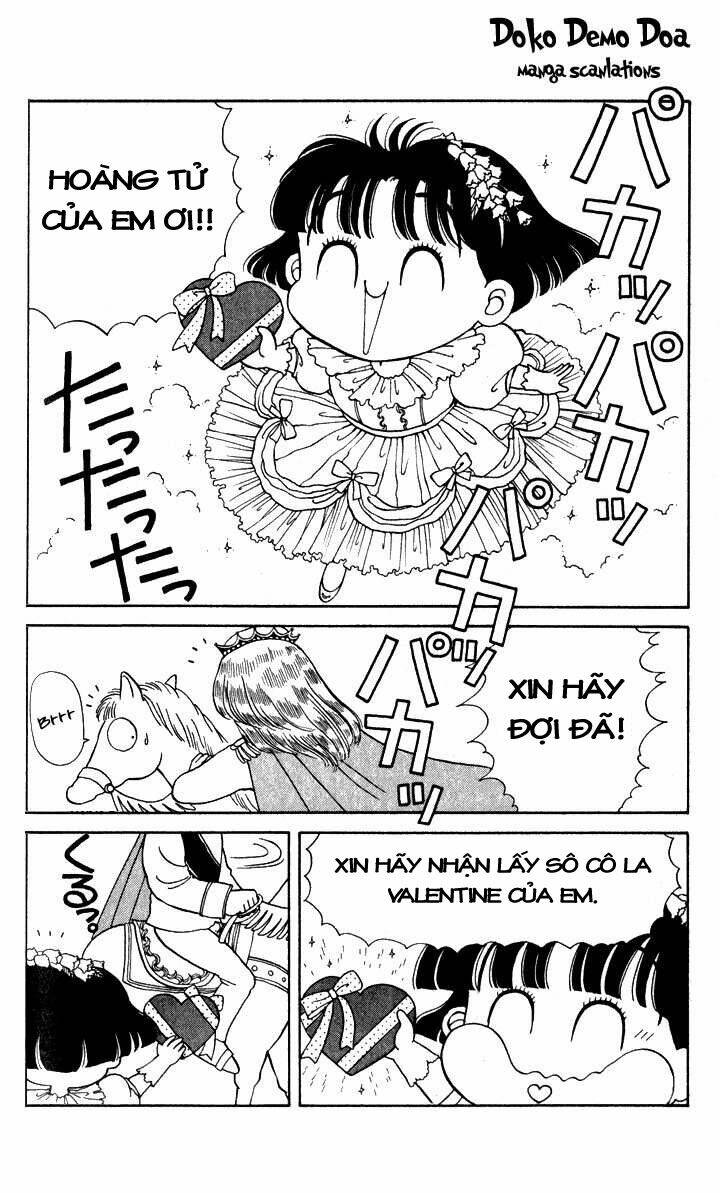 Doko Demo Doa
manga scanlations
HOÀNG TỬ
CỦA EM ƠI!!
パカッパカッ
たったったったっ
パカッパカッ
Brrr
XIN HÃY
ĐỢI ĐÃ!
XIN HÃY NHẬN LẤY SÔ CÔ LA
VALENTINE CỦA EM.